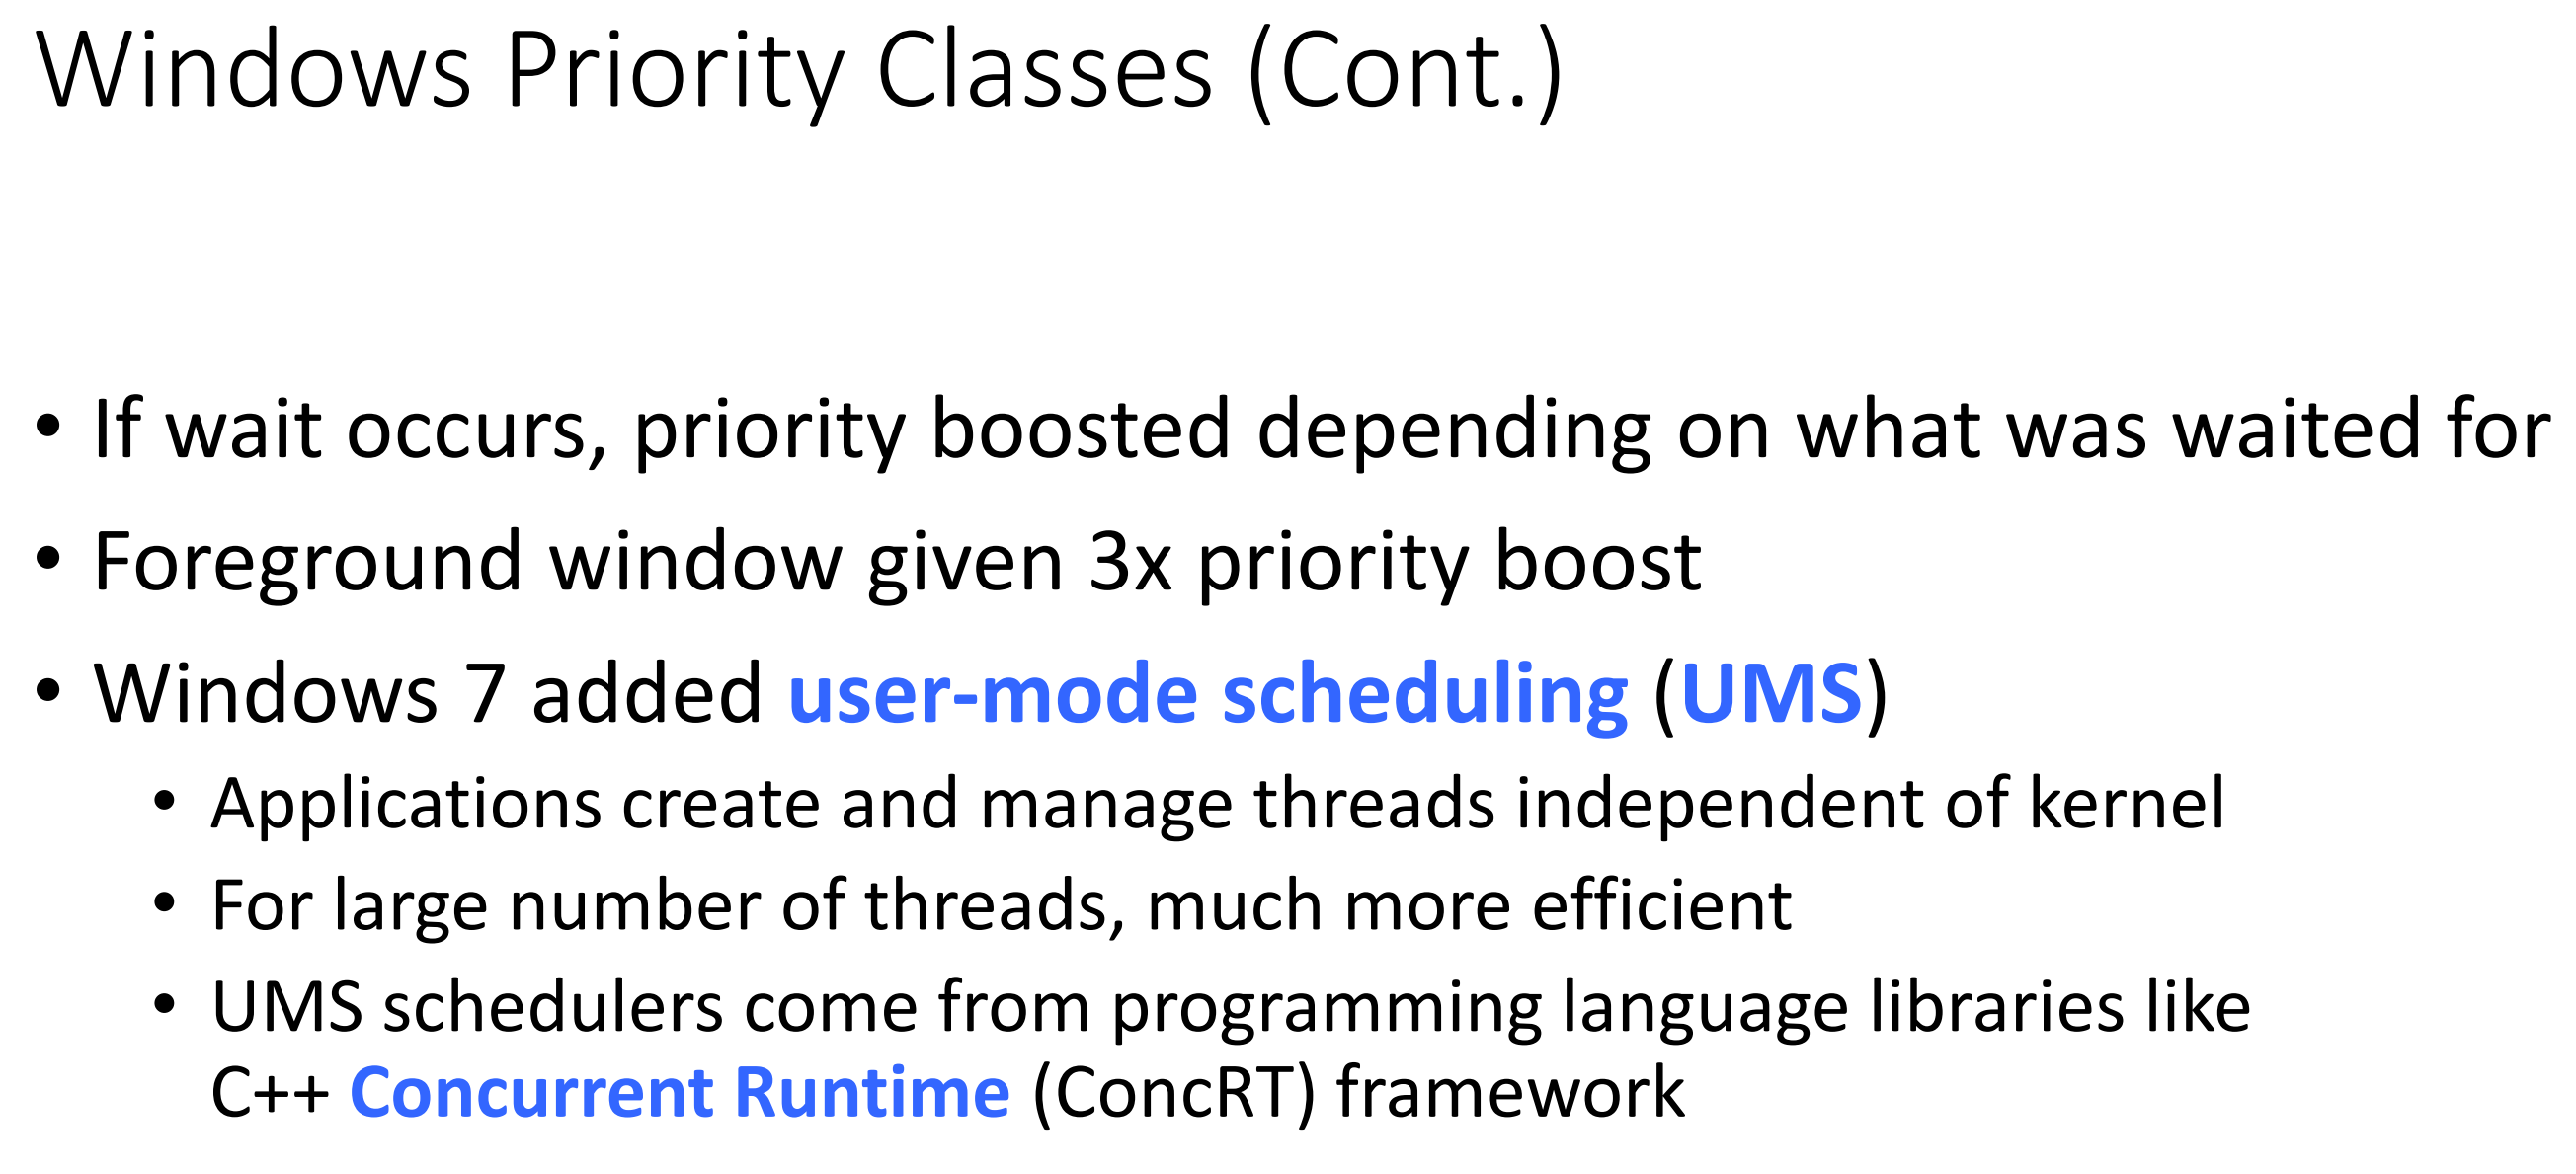 Windows Priority Classes (Cont.)
• If wait occurs, priority boosted depending on what was waited for
• Foreground window given 3x priority boost
• Windows 7 added user-mode scheduling (UMS)
• Applications create and manage threads independent of kernel
• For large number of threads, much more efficient
• UMS schedulers come from programming language libraries like
C++ Concurrent Runtime (ConcRT) framework